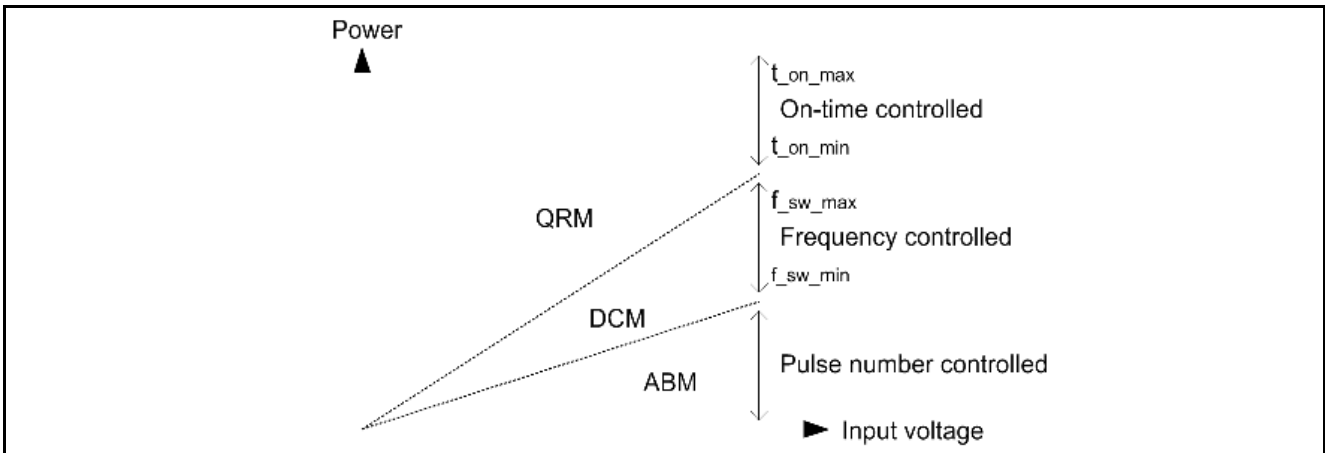 Power
t_on_max
On-time controlled
t_on_min
f_sw_max
QRM
Frequency controlled
f_sw_min
DCM
Pulse number controlled
ABM
Input voltage